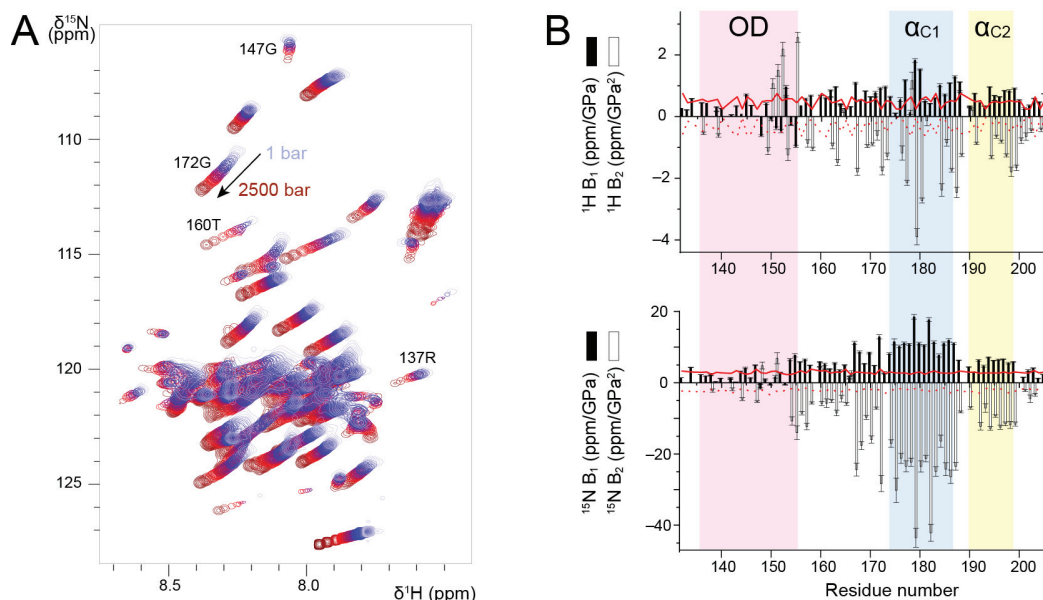 A
δ¹⁵N
(ppm)
147G
110
172G
1 bar
2500 bar
160T
115
120
137R
125
8.5
8.0
δ¹H (ppm)
B
OD
αC1
αC2
¹H B₁ (ppm/GPa)
¹H B₂ (ppm/GPa²)
2
0
−2
−4
140
150
160
170
180
190
200
¹⁵N B₁ (ppm/GPa)
¹⁵N B₂ (ppm/GPa²)
20
10
0
−20
−40
140
150
160
170
180
190
200
Residue number